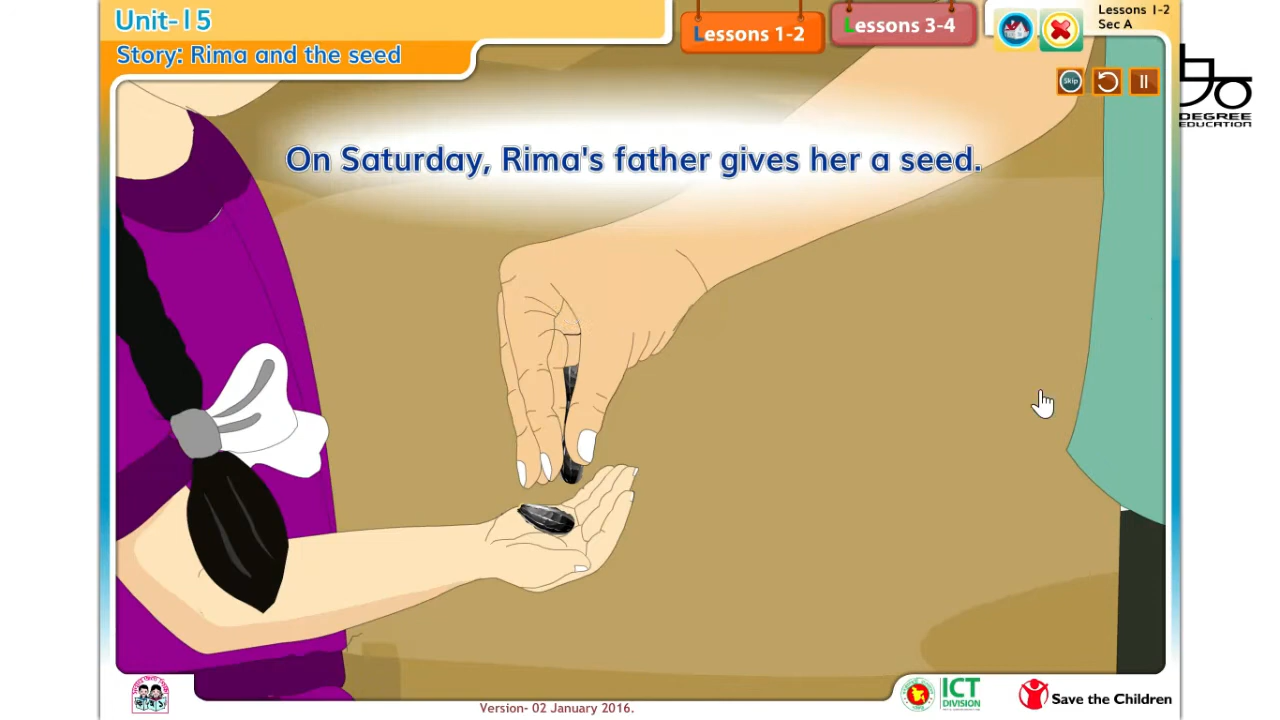 Unit-15
Story: Rima and the seed
Lessons 1-2
Lessons 3-4
Lessons 1-2
Sec A
Skip
DEGREE
EDUCATION
On Saturday, Rima's father gives her a seed.
Version- 02 January 2016.
ICT
DIVISION
Save the Children